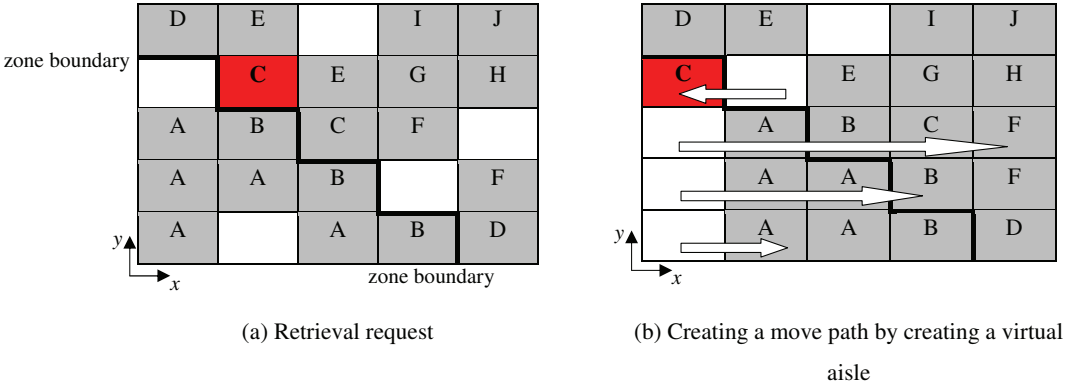 D E I J
zone boundary
C E G H
A B C F
A A B F
A A B D
y
x
zone boundary
(a) Retrieval request
D E I J
C E G H
A B C F
A A B F
A A B D
y
x
(b) Creating a move path by creating a virtual
aisle